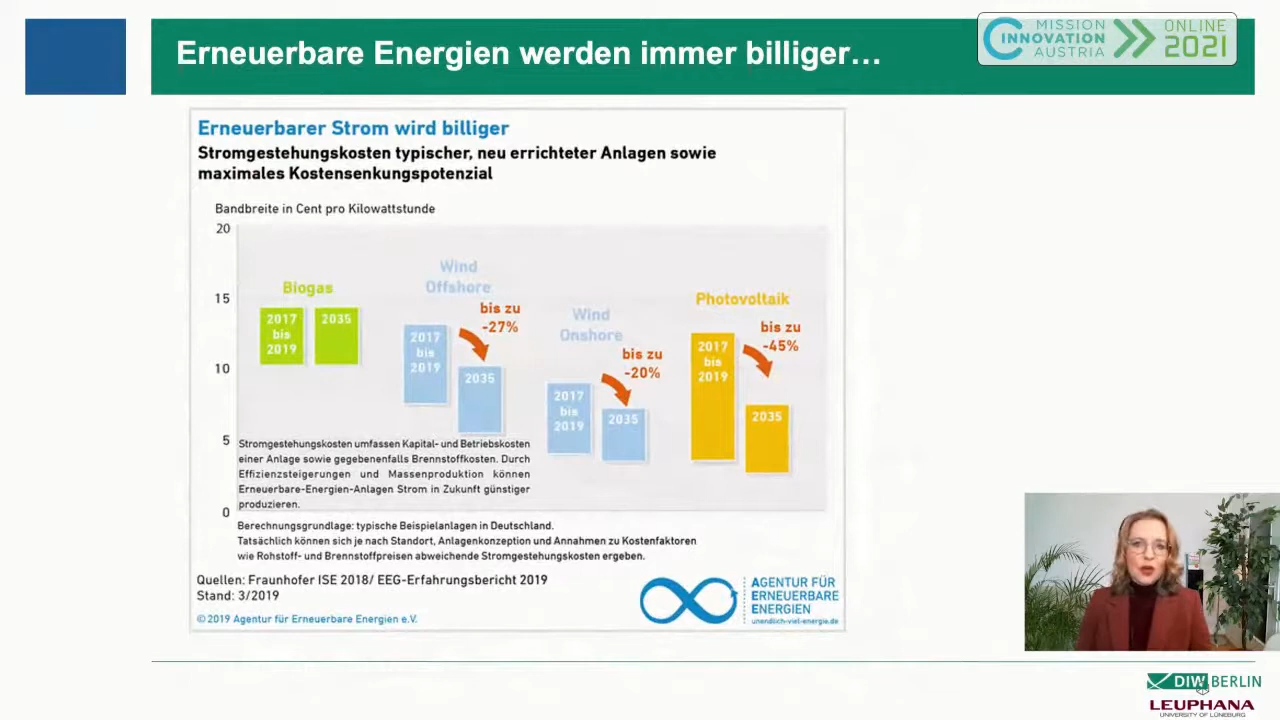 Erneuerbare Energien werden immer billiger…
MISSION
INNOVATION
AUSTRIA
ONLINE
2021
Erneuerbarer Strom wird billiger
Stromgestehungskosten typischer, neu errichteter Anlagen sowie
maximales Kostensenkungspotenzial
Bandbreite in Cent pro Kilowattstunde
20
15
10
5
0
Biogas
2017
bis
2019
2035
Wind
Offshore
2017
bis
2019
bis zu
-27%
2035
Wind
Onshore
2017
bis
2019
bis zu
-20%
2035
Photovoltaik
2017
bis
2019
bis zu
-45%
2035
Stromgestehungskosten umfassen Kapital- und Betriebskosten
einer Anlage sowie gegebenenfalls Brennstoffkosten. Durch
Effizienzsteigerungen und Massenproduktion können
Erneuerbare-Energien-Anlagen Strom in Zukunft günstiger
produzieren.
Berechnungsgrundlage: typische Beispielanlagen in Deutschland.
Tatsächlich können sich je nach Standort, Anlagenkonzeption und Annahmen zu Kostenfaktoren
wie Rohstoff- und Brennstoffpreisen abweichende Stromgestehungskosten ergeben.
Quellen: Fraunhofer ISE 2018/ EEG-Erfahrungsbericht 2019
Stand: 3/2019
©2019 Agentur für Erneuerbare Energien e.V.
AGENTUR FÜR
ERNEUERBARE
ENERGIEN
unendlich-viel-energie.de
DIW BERLIN
LEUPHANA
UNIVERSITY OF LÜNEBURG